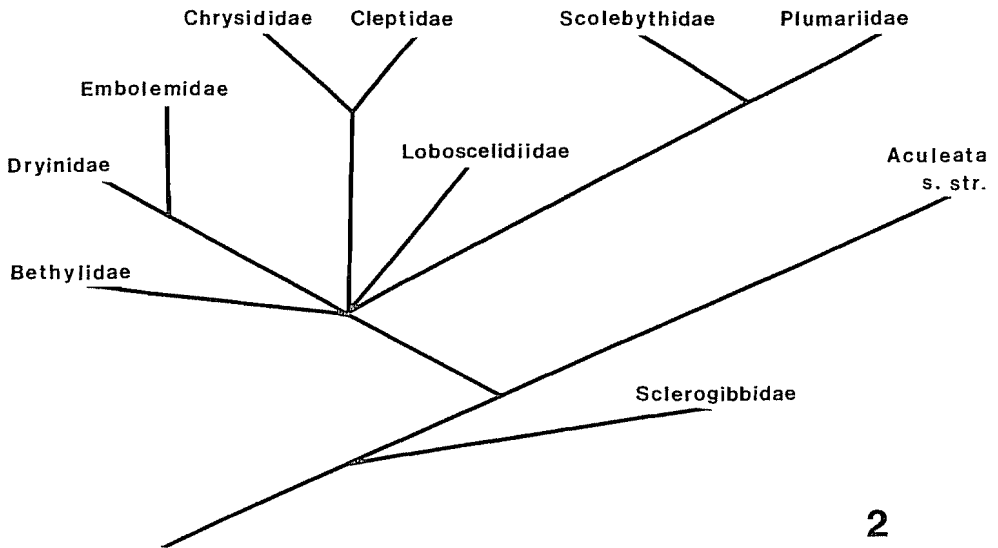 Chrysididae Cleptidae Scolebythidae Plumariidae
Embolemidae
Loboscelidiidae
Dryinidae
Aculeata
s. str.
Bethylidae
Sclerogibbidae
2